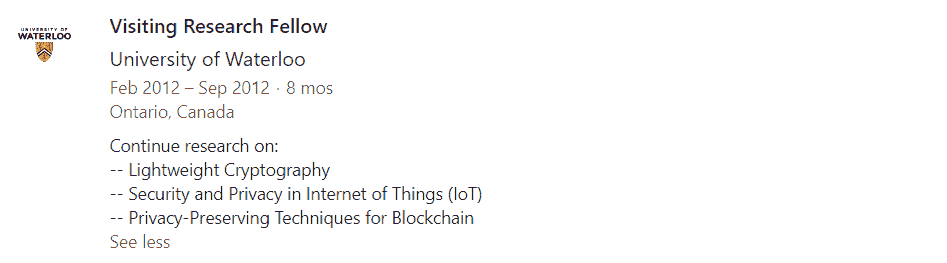 UNIVERSITY OF
WATERLOO
Visiting Research Fellow
University of Waterloo
Feb 2012 – Sep 2012 · 8 mos
Ontario, Canada
Continue research on:
-- Lightweight Cryptography
-- Security and Privacy in Internet of Things (IoT)
-- Privacy-Preserving Techniques for Blockchain
See less